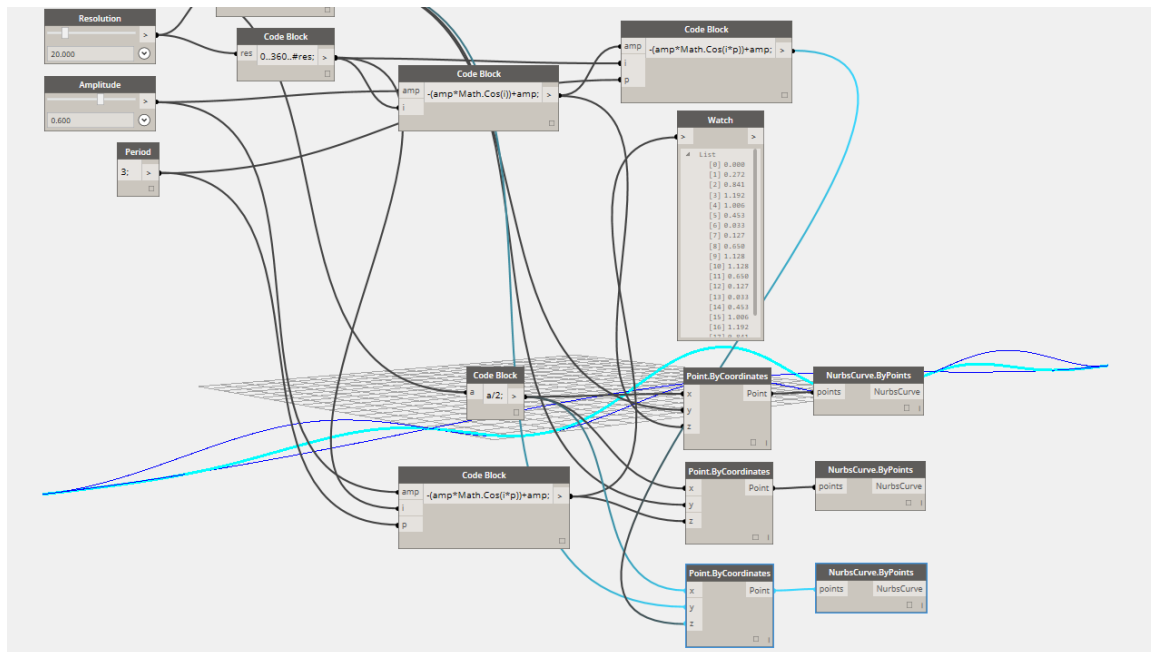 Resolution
>
20.000
Amplitude
>
0.600
Period
3; >
Code Block
res 0..360..#res; >
Code Block
amp -(amp*Math.Cos(i))+amp; >
i
Code Block
amp -(amp*Math.Cos(i*p))+amp; >
i
p
Watch
> >
List
[0] 0.000
[1] 0.272
[2] 0.841
[3] 1.192
[4] 1.006
[5] 0.453
[6] 0.033
[7] 0.127
[8] 0.650
[9] 1.128
[10] 1.128
[11] 0.650
[12] 0.127
[13] 0.033
[14] 0.453
[15] 1.006
[16] 1.192
Code Block
a a/2; >
Code Block
amp -(amp*Math.Cos(i*p))+amp; >
i
p
Point.ByCoordinates
x Point
y
z
NurbsCurve.ByPoints
points NurbsCurve
Point.ByCoordinates
x Point
y
z
NurbsCurve.ByPoints
points NurbsCurve
Point.ByCoordinates
x Point
y
z
NurbsCurve.ByPoints
points NurbsCurve